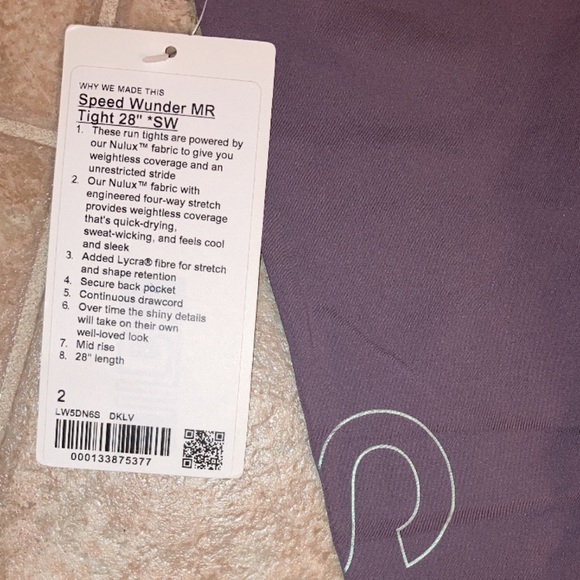 WHY WE MADE THIS
Speed Wunder MR
Tight 28" *SW
1. These run tights are powered by
our Nulux™ fabric to give you
weightless coverage and an
unrestricted stride
2. Our Nulux™ fabric with
engineered four-way stretch
provides weightless coverage
that's quick-drying,
sweat-wicking, and feels cool
and sleek
3. Added Lycra® fibre for stretch
and shape retention
4. Secure back pocket
5. Continuous drawcord
6. Over time the shiny details
will take on their own
well-loved look
7. Mid rise
8. 28" length
2
LW5DN6S DKLV
000133875377